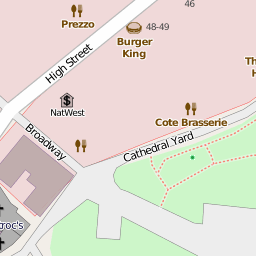 46
Prezzo
48-49
Burger
King
High Street
Th
H
NatWest
Cote Brasserie
Broadway
Cathedral Yard
roc's